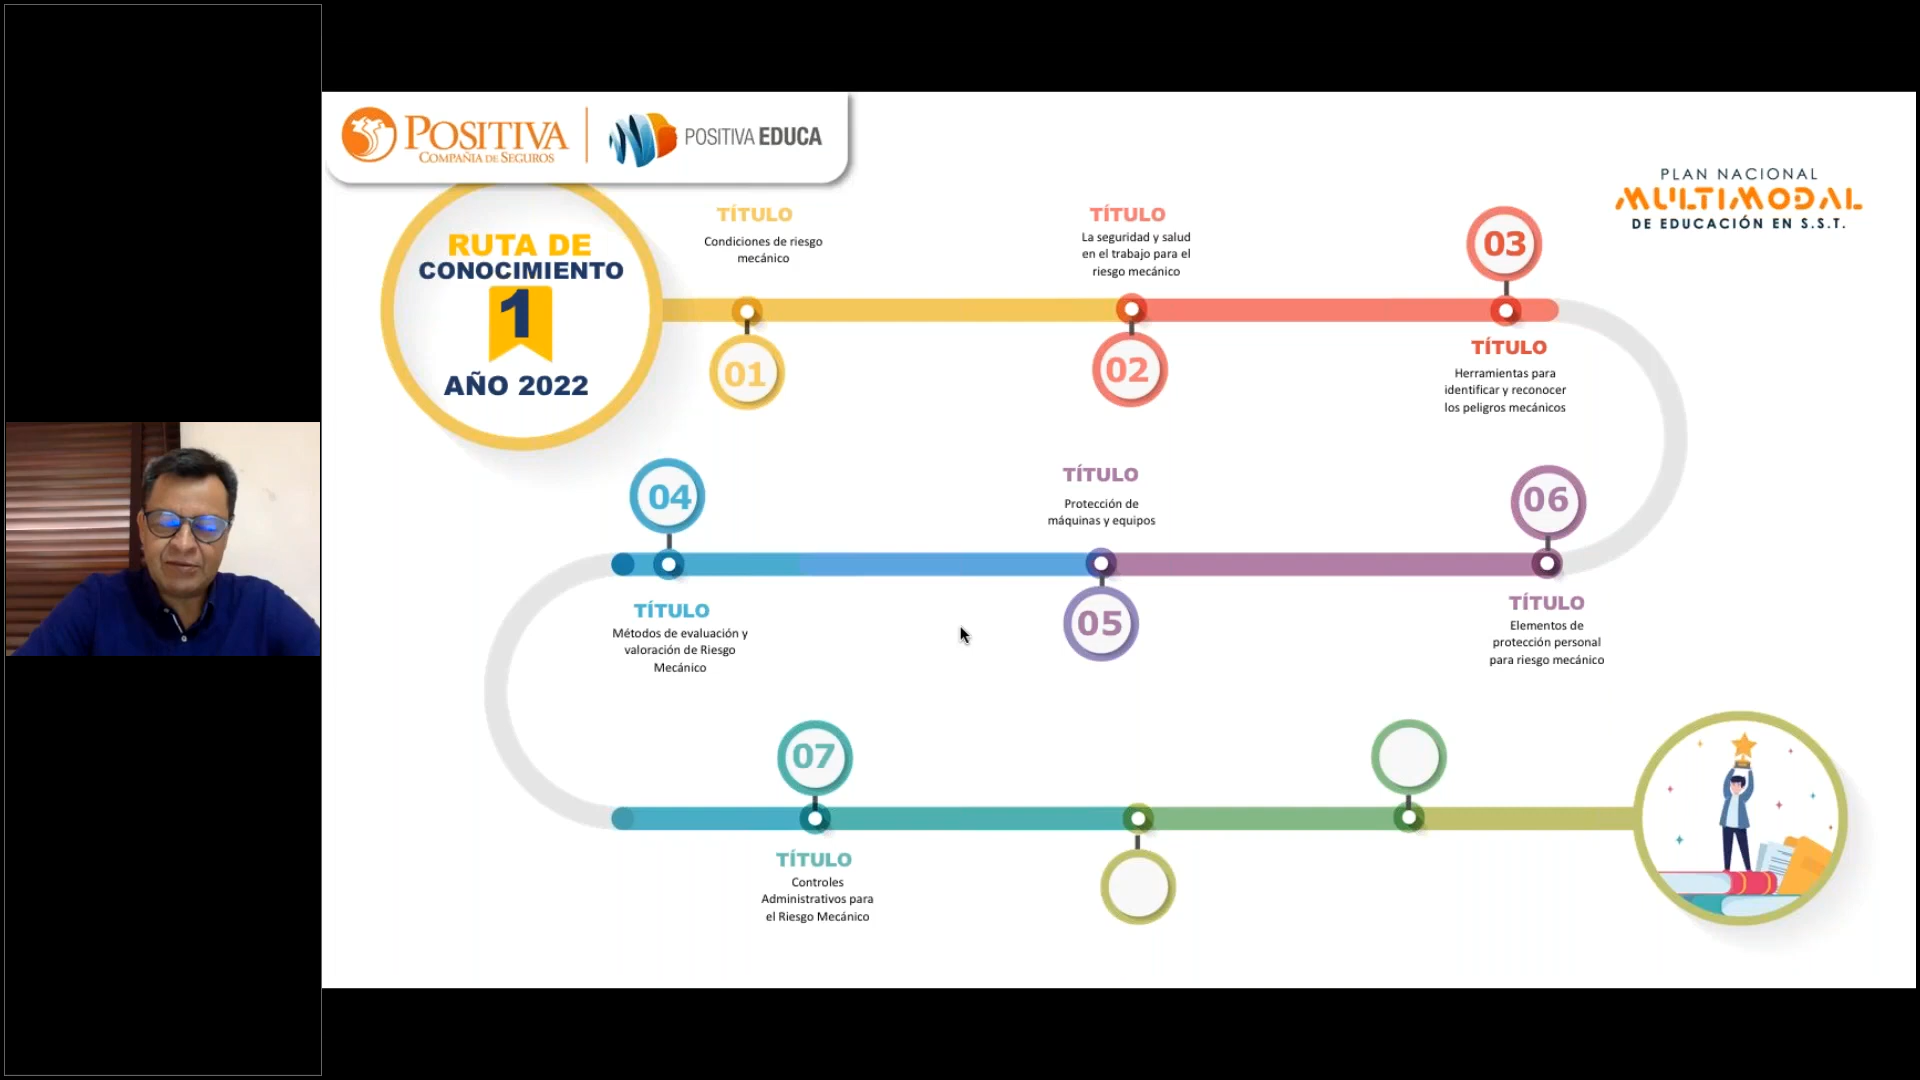 POSITIVA
COMPAÑIA DE SEGUROS
POSITIVA EDUCA
PLAN NACIONAL
MULTIMODAL
DE EDUCACIÓN EN S.S.T.
RUTA DE
CONOCIMIENTO
1
AÑO 2022
TÍTULO
Condiciones de riesgo
mecánico
01
TÍTULO
La seguridad y salud
en el trabajo para el
riesgo mecánico
02
03
TÍTULO
Herramientas para
identificar y reconocer
los peligros mecánicos
04
TÍTULO
Métodos de evaluación y
valoración de Riesgo
Mecánico
TÍTULO
Protección de
máquinas y equipos
05
06
TÍTULO
Elementos de
protección personal
para riesgo mecánico
07
TÍTULO
Controles
Administrativos para
el Riesgo Mecánico